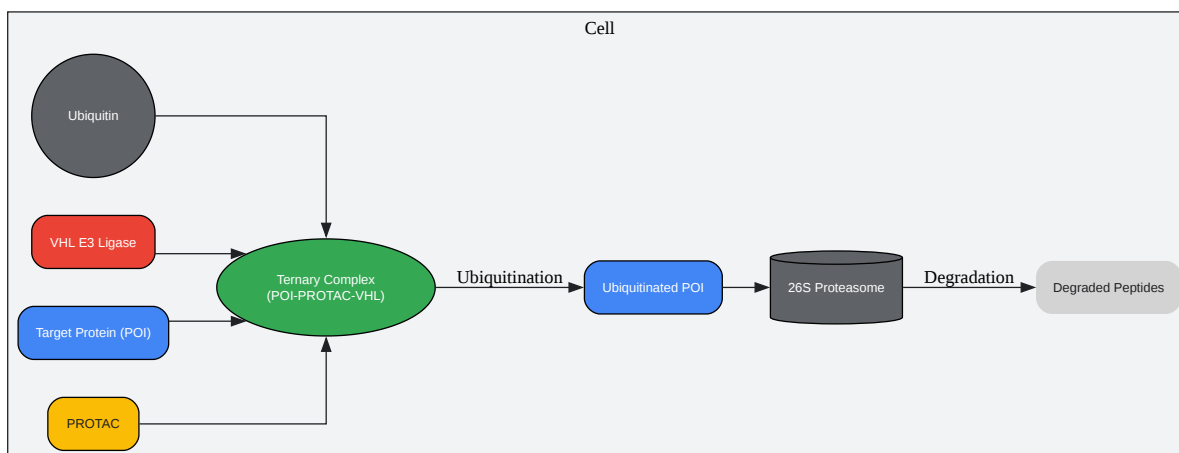 Cell
Ubiquitin
VHL E3 Ligase
Target Protein (POI)
PROTAC
Ternary Complex
(POI-PROTAC-VHL)
Ubiquitination
Ubiquitinated POI
26S Proteasome
Degradation
Degraded Peptides